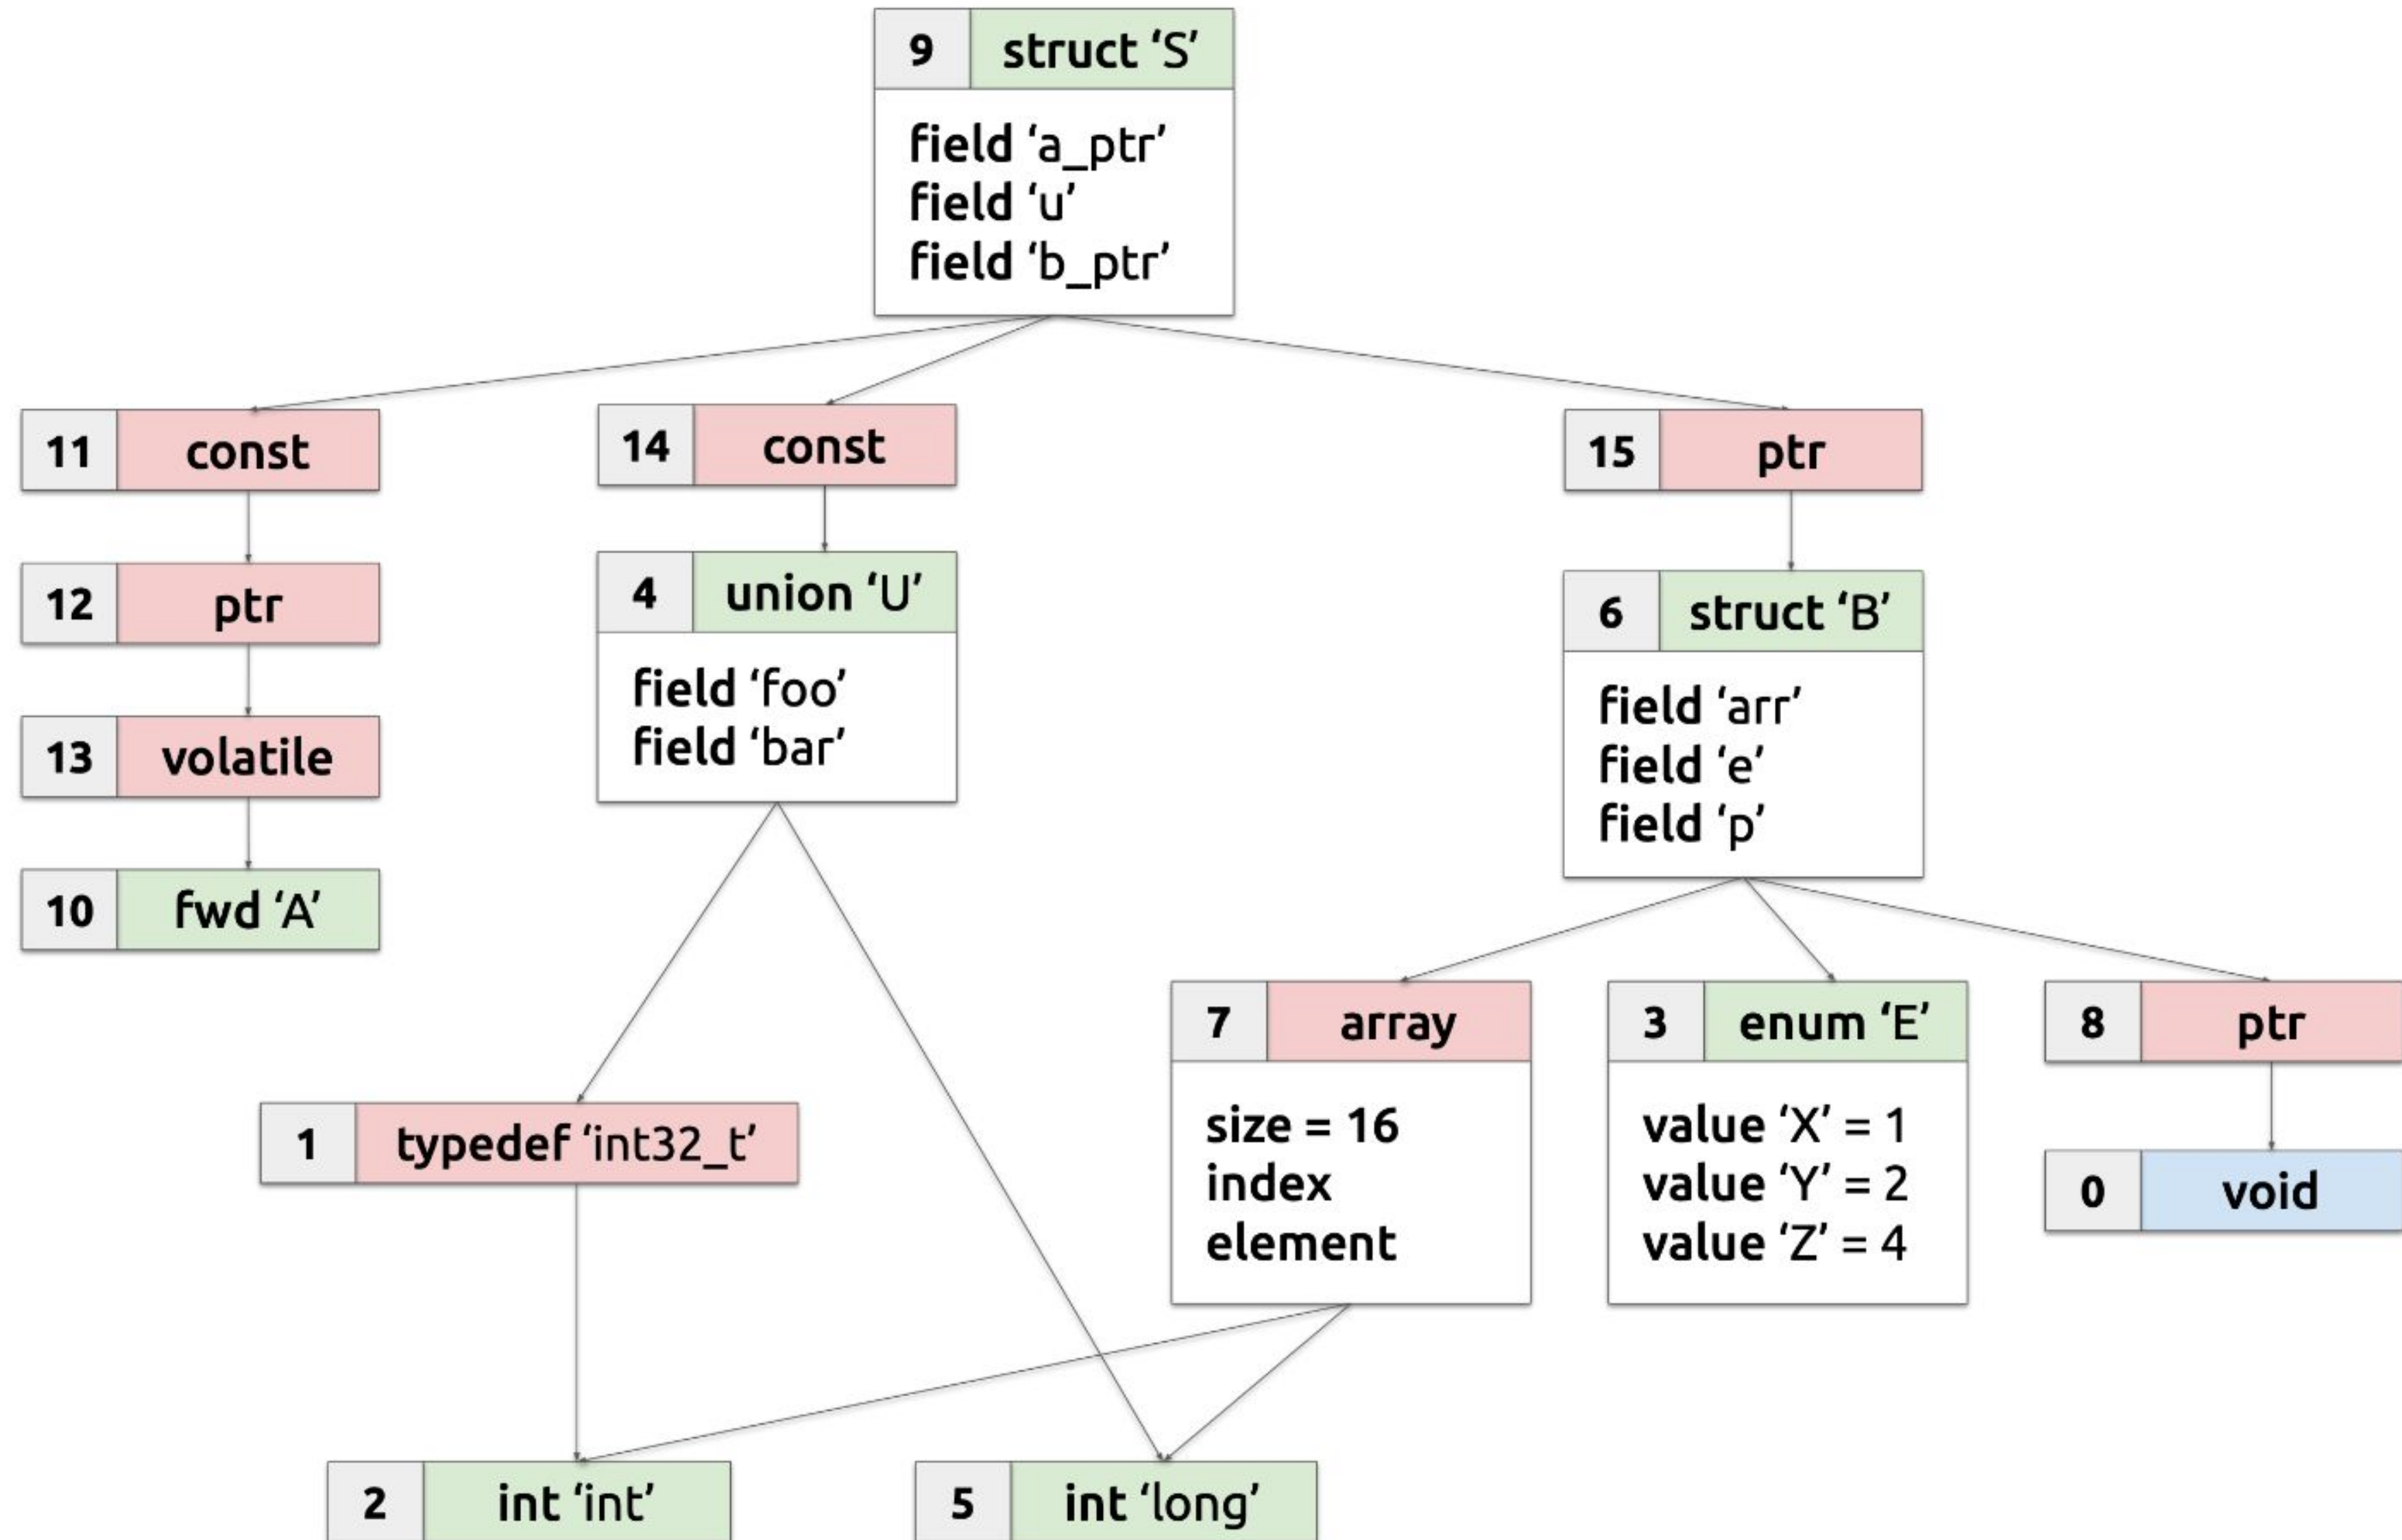 9 struct ‘S’
field ‘a_ptr’
field ‘u’
field ‘b_ptr’
11 const
14 const
15 ptr
12 ptr
4 union ‘U’
field ‘foo’
field ‘bar’
6 struct ‘B’
field ‘arr’
field ‘e’
field ‘p’
13 volatile
10 fwd ‘A’
7 array
size = 16
index
element
3 enum ‘E’
value ‘X’ = 1
value ‘Y’ = 2
value ‘Z’ = 4
8 ptr
0 void
1 typedef ‘int32_t’
2 int ‘int’
5 int ‘long’